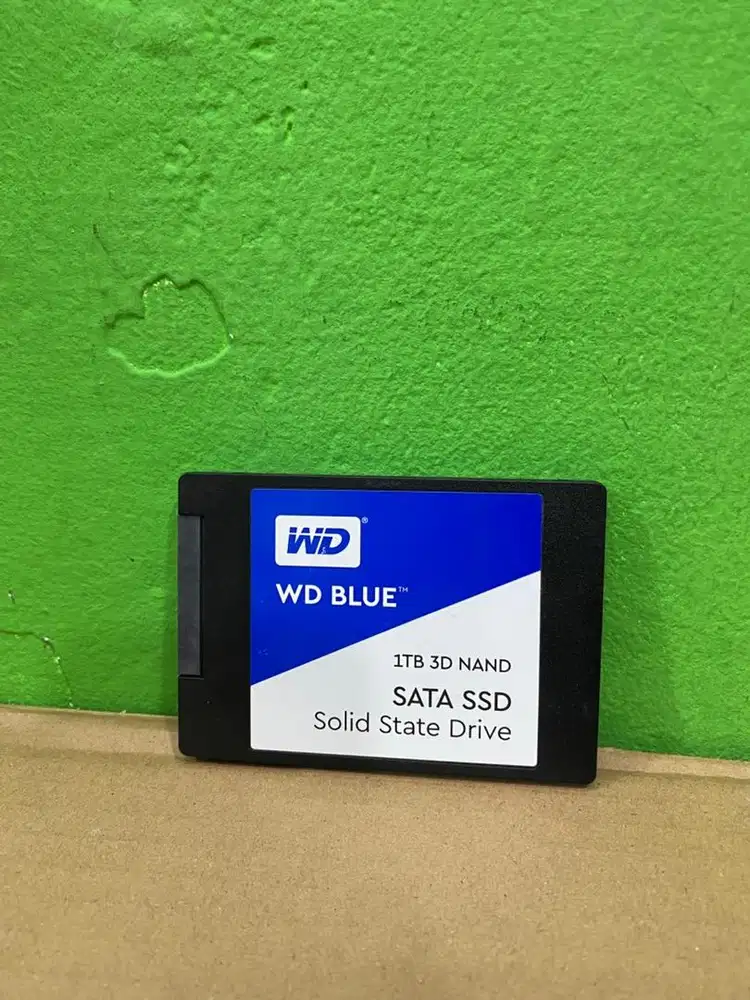 WD®
WD BLUE™
1TB 3D NAND
SATA SSD
Solid State Drive